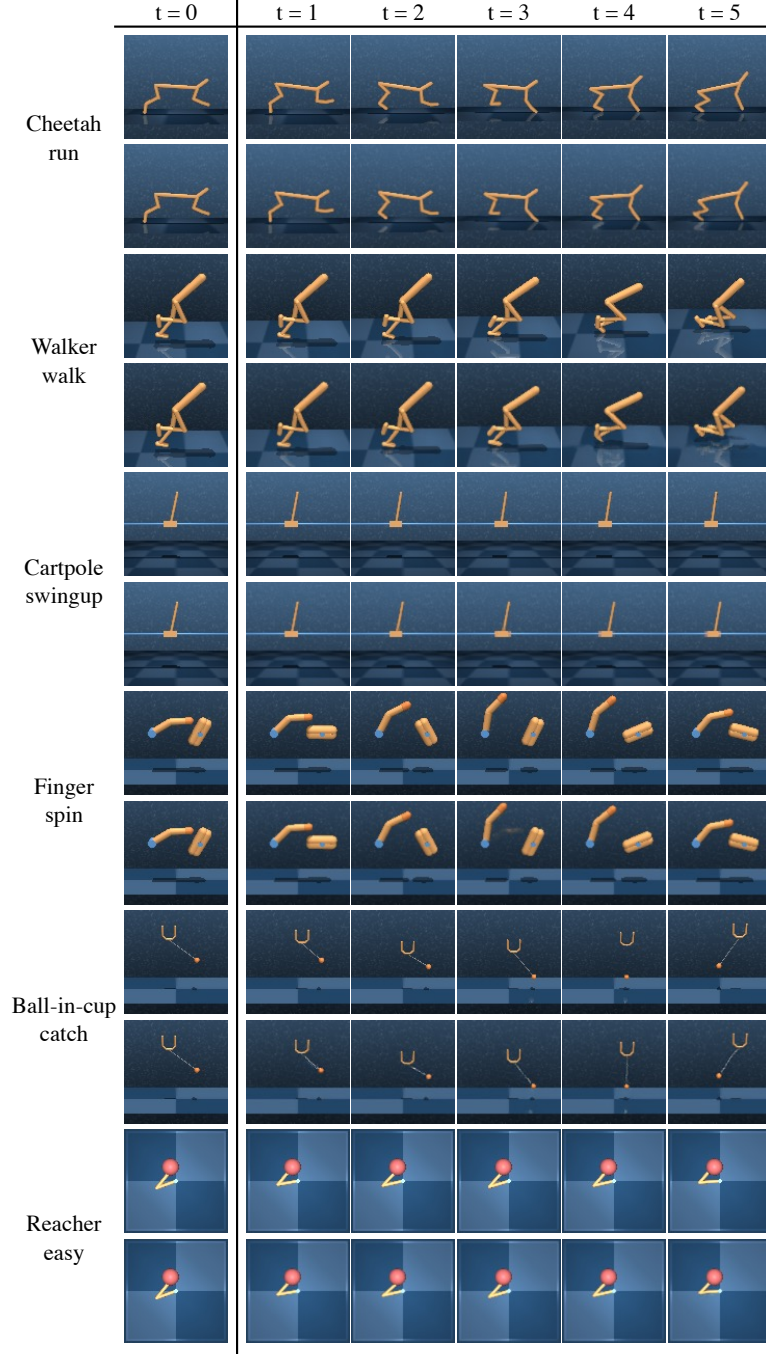 t = 0 t = 1 t = 2 t = 3 t = 4 t = 5
Cheetah
run
Walker
walk
Cartpole
swingup
Finger
spin
Ball-in-cup
catch
Reacher
easy